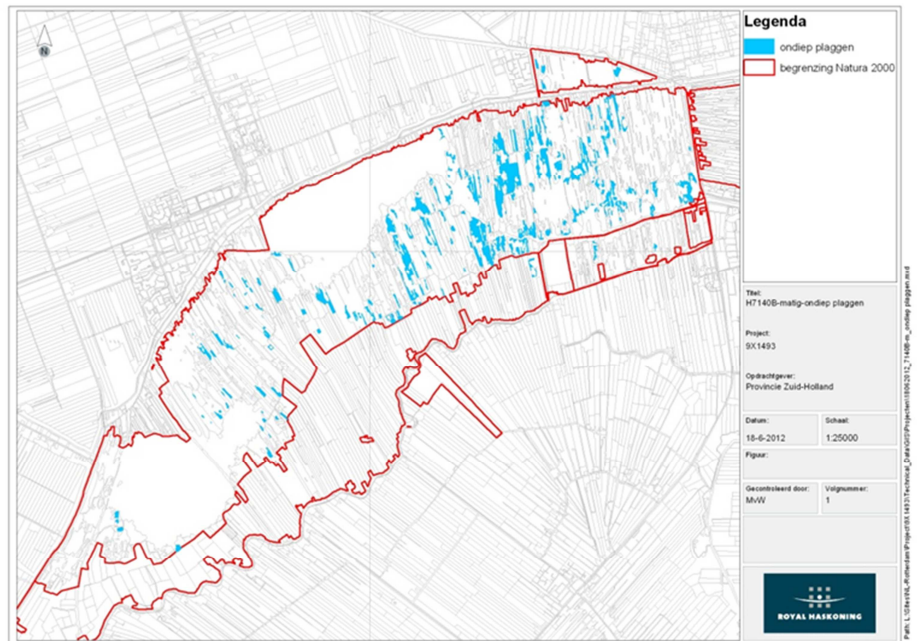 N
Legenda
ondiep plaggen
begrenzing Natura 2000
Titel:
H7140B-matig-ondiep plaggen
Project:
9X1493
Opdrachtgever:
Provincie Zuid-Holland
Datum:
18-6-2012
Schaal:
1:25000
Figuur:
Gecontroleerd door:
MvW
Volgnummer:
1
ROYAL HASKONING